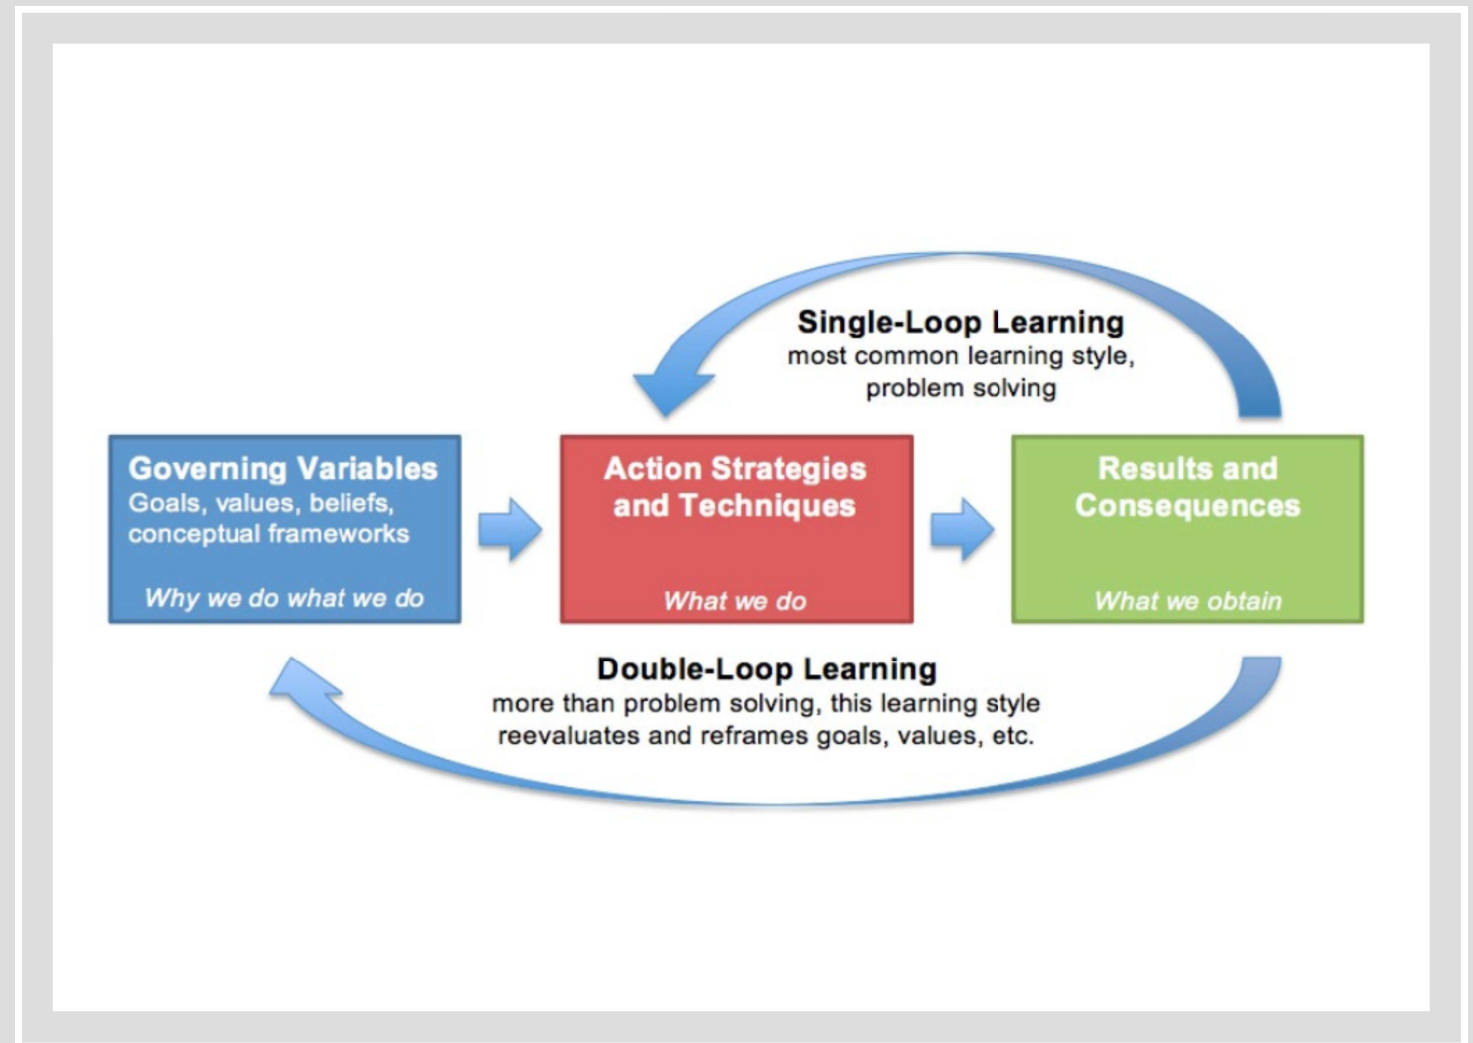 Single-Loop Learning
most common learning style,
problem solving
Governing Variables
Goals, values, beliefs,
conceptual frameworks
Why we do what we do
Action Strategies
and Techniques
What we do
Results and
Consequences
What we obtain
Double-Loop Learning
more than problem solving, this learning style
reevaluates and reframes goals, values, etc.